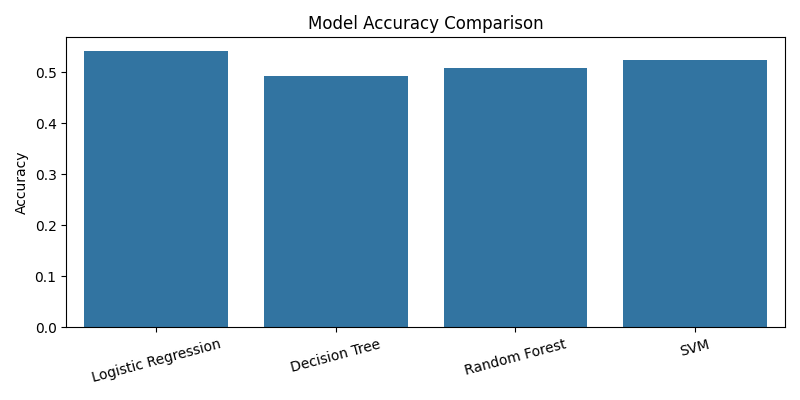 Model Accuracy Comparison
Accuracy
0.5
0.4
0.3
0.2
0.1
0.0
Logistic Regression
Decision Tree
Random Forest
SVM